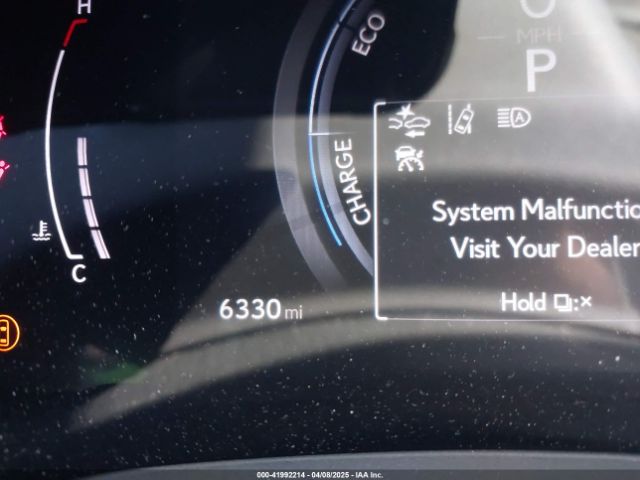 H
ECO
MPH
P
CHARGE
A
System Malfunctio
Visit Your Dealer
C
6330 mi
Hold :×
000-41992214 - 04/08/2025 - IAA Inc.